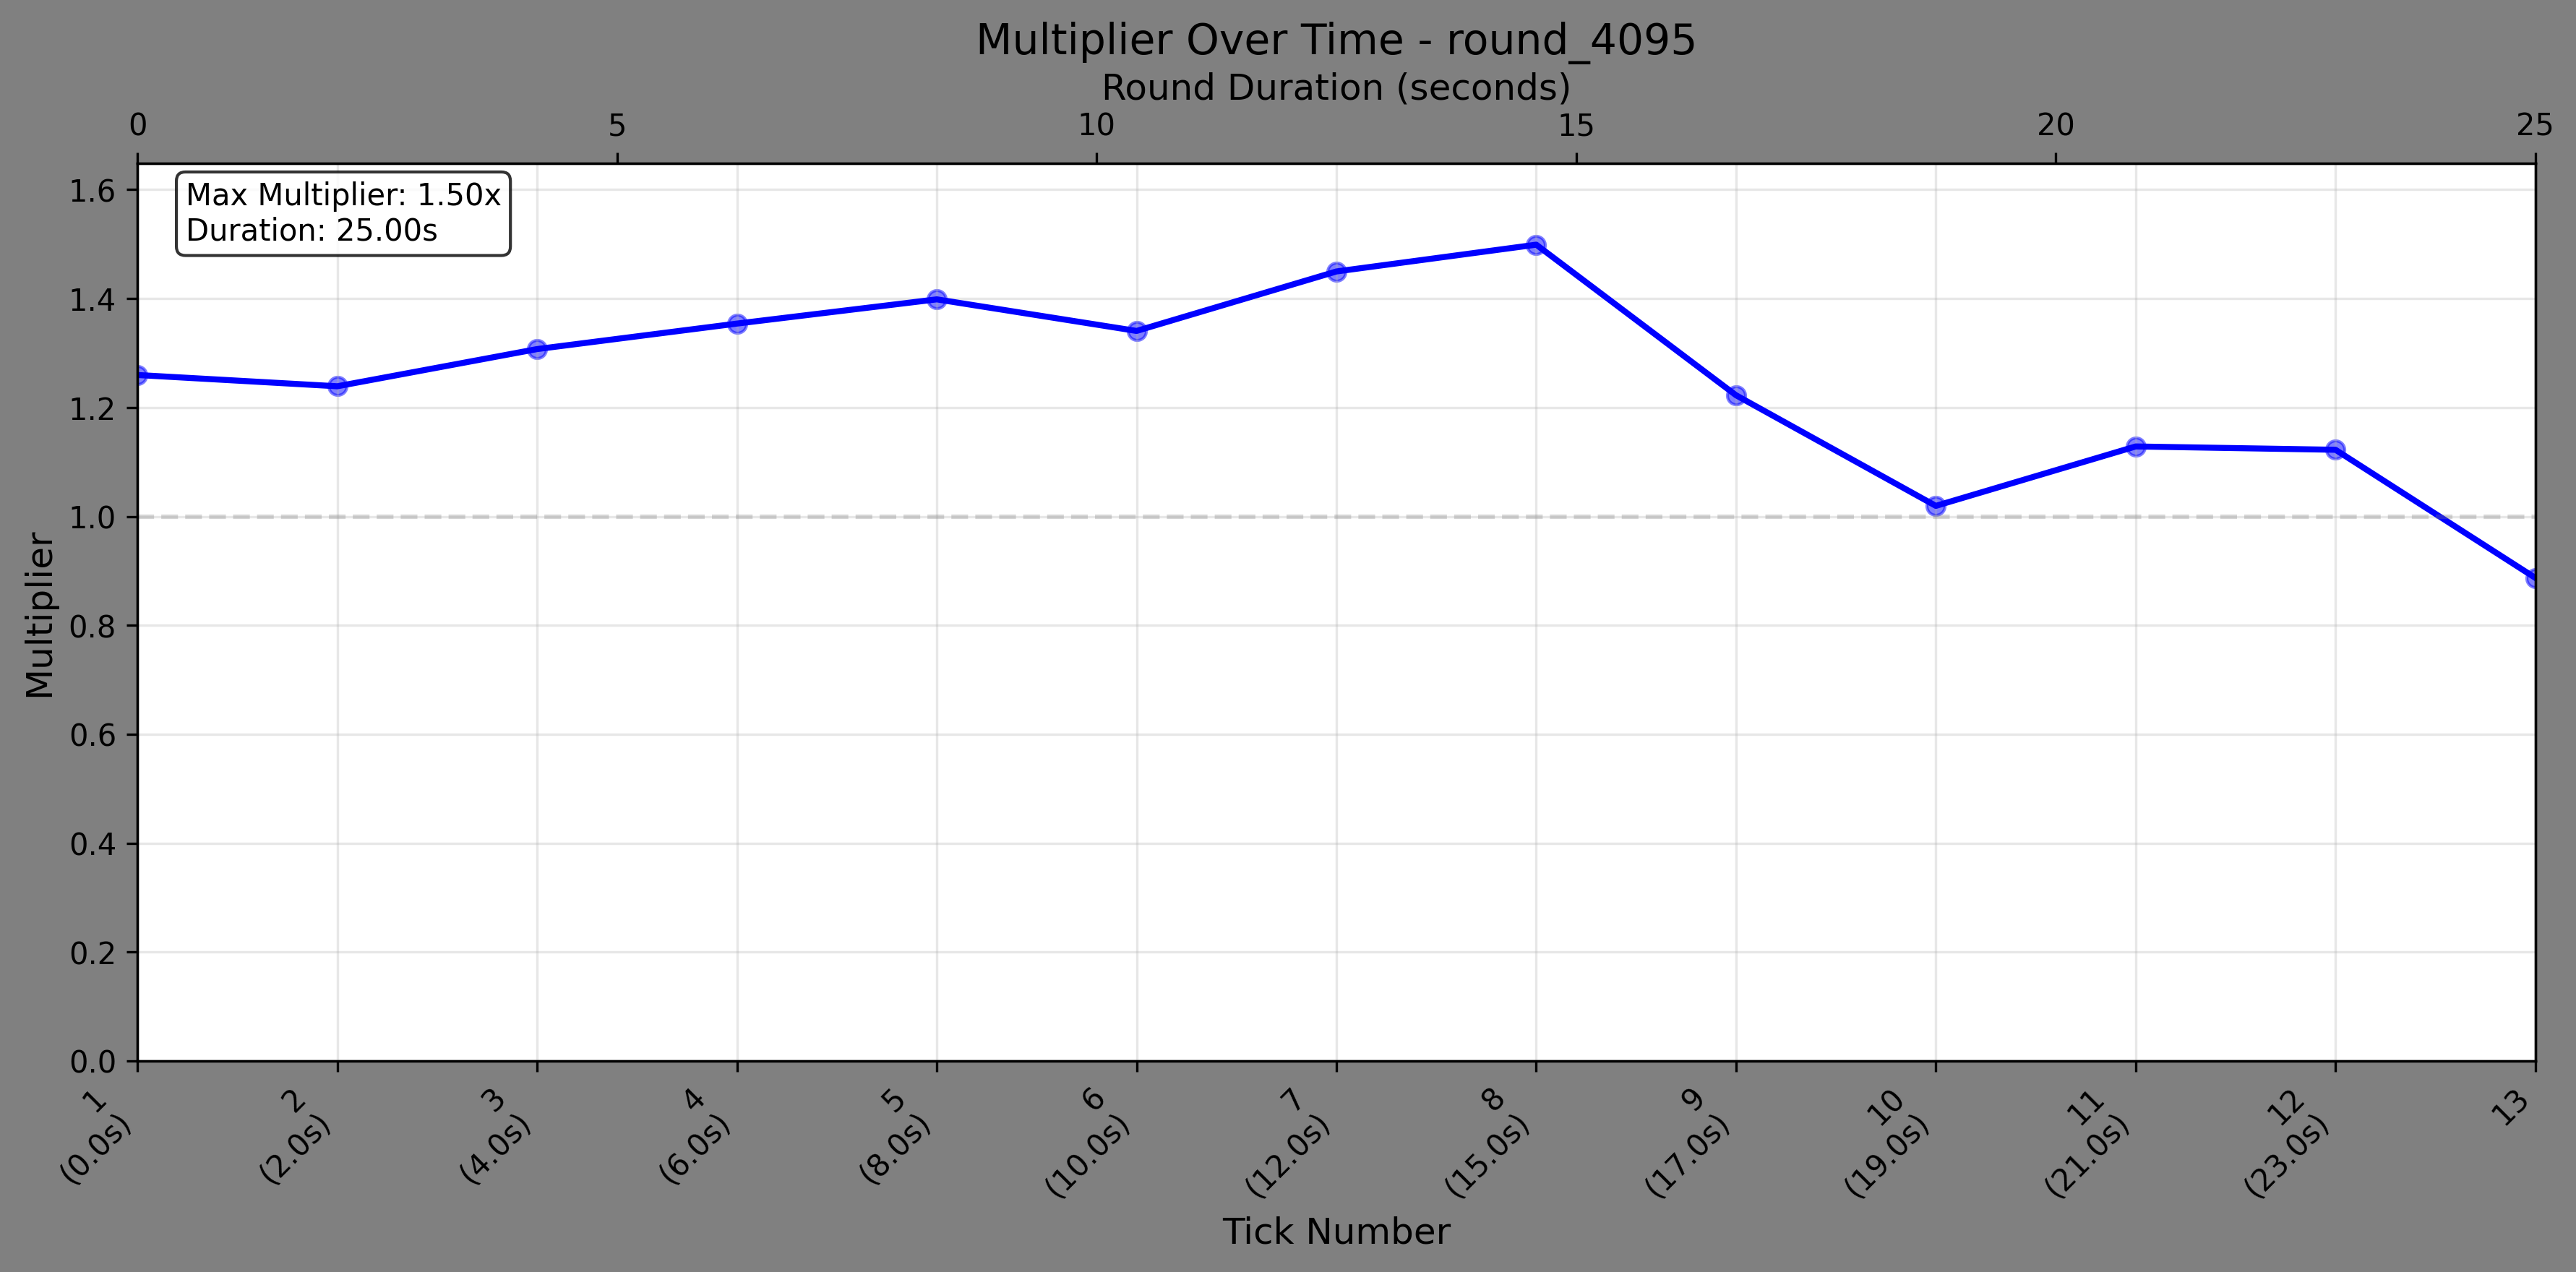 Multiplier Over Time - round_4095
Round Duration (seconds)
0 5 10 15 20 25
Max Multiplier: 1.50x
Duration: 25.00s
Multiplier
1.6
1.4
1.2
1.0
0.8
0.6
0.4
0.2
0.0
1
(0.0s)
2
(2.0s)
3
(4.0s)
4
(6.0s)
5
(8.0s)
6
(10.0s)
7
(12.0s)
8
(15.0s)
9
(17.0s)
10
(19.0s)
11
(21.0s)
12
(23.0s)
13
Tick Number